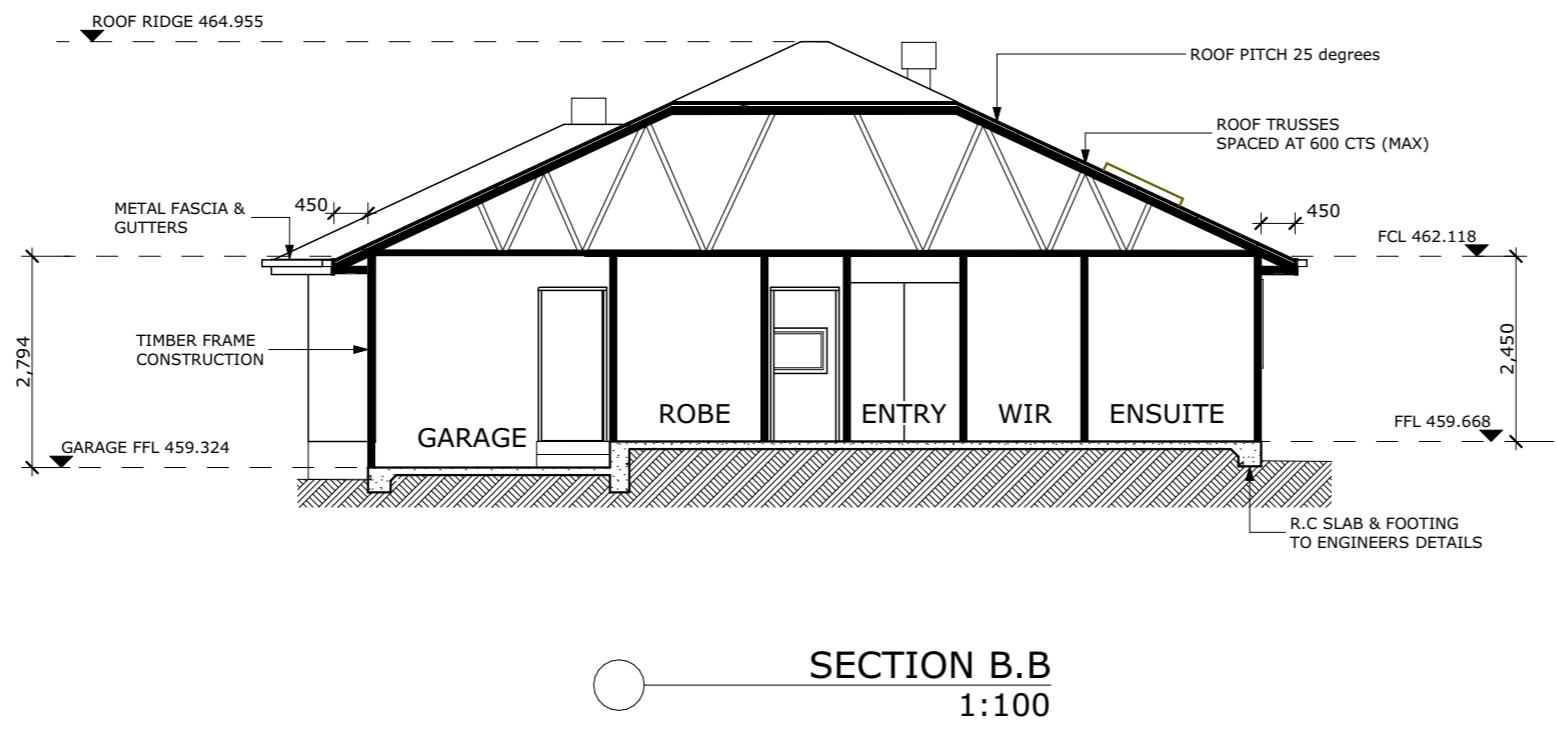 ROOF RIDGE 464.955
ROOF PITCH 25 degrees
ROOF TRUSSES
SPACED AT 600 CTS (MAX)
METAL FASCIA &
GUTTERS
450
450
FCL 462.118
TIMBER FRAME
CONSTRUCTION
2,794
2,450
GARAGE
ROBE
ENTRY
WIR
ENSUITE
GARAGE FFL 459.324
FFL 459.668
R.C SLAB & FOOTING
TO ENGINEERS DETAILS
SECTION B.B
1:100